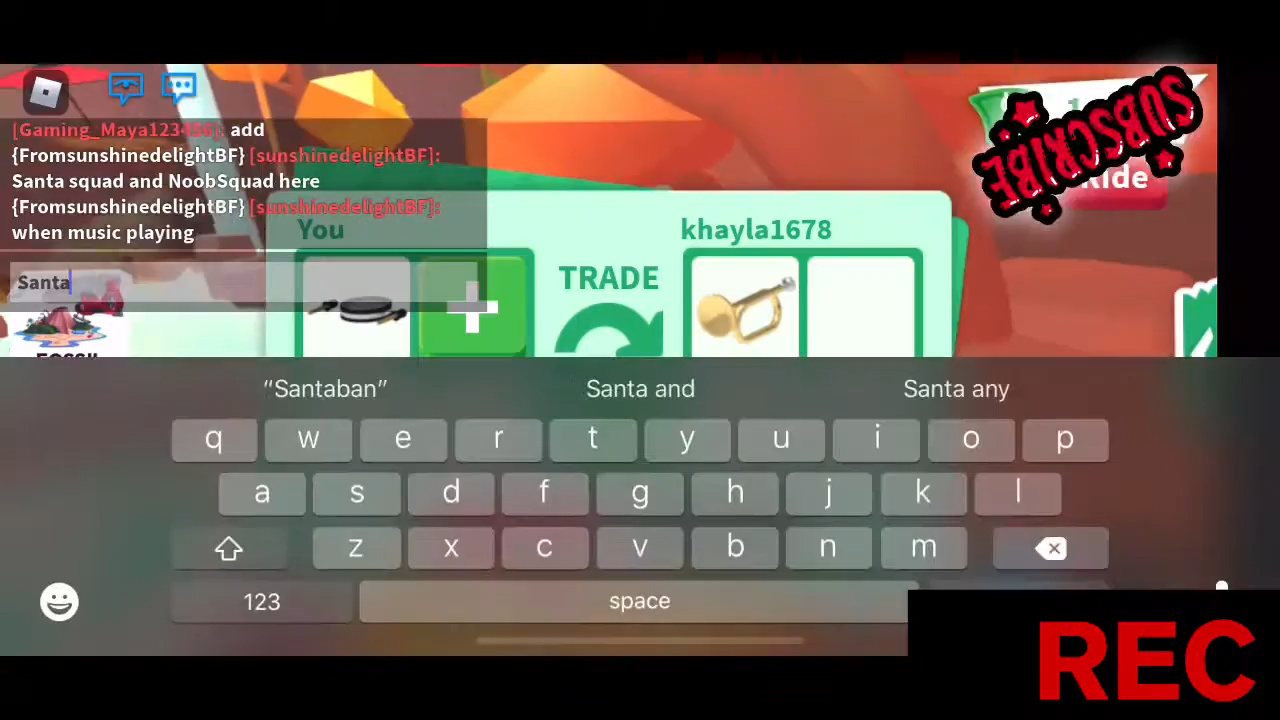 [Gaming_Maya123456]: add
{FromsunshinedelightBF} [sunshinedelightBF]:
Santa squad and NoobSquad here
{FromsunshinedelightBF} [sunshinedelightBF]:
when music playing
Santa
You
khayla1678
TRADE
SUBSCRIBE
Ride
“Santaban”
Santa and
Santa any
q w e r t y u i o p
a s d f g h j k l
z x c v b n m
123
space
REC